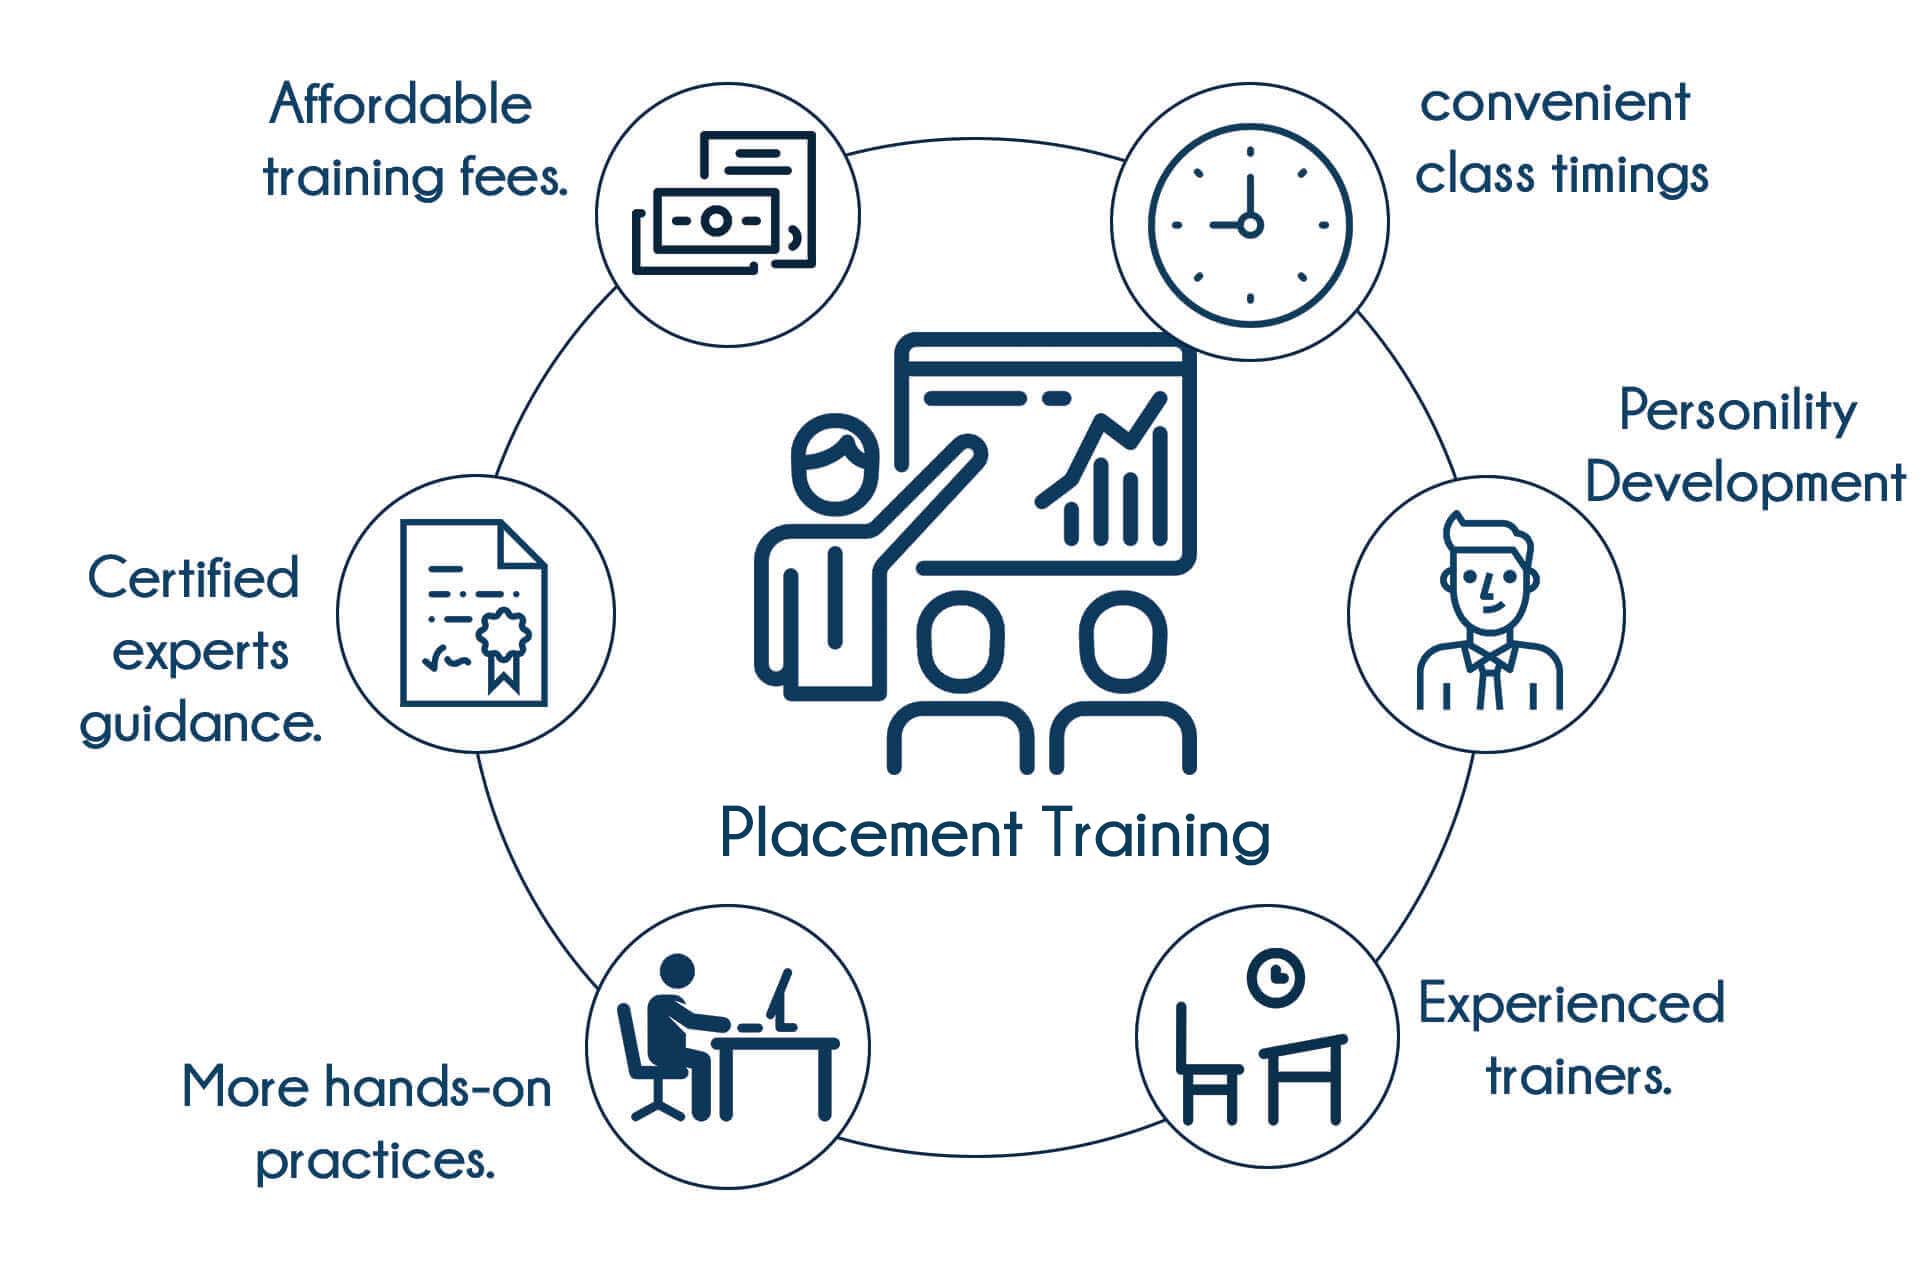 Affordable
training fees.
convenient
class timings
Personility
Development
Certified
experts
guidance.
Placement Training
Experienced
trainers.
More hands-on
practices.